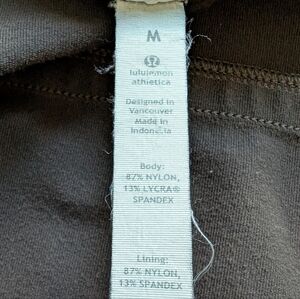 M
lululemon
athletica
Designed in
Vancouver
Made in
Indonesia
Body:
87% NYLON,
13% LYCRA®
SPANDEX
Lining:
87% NYLON,
13% SPANDEX